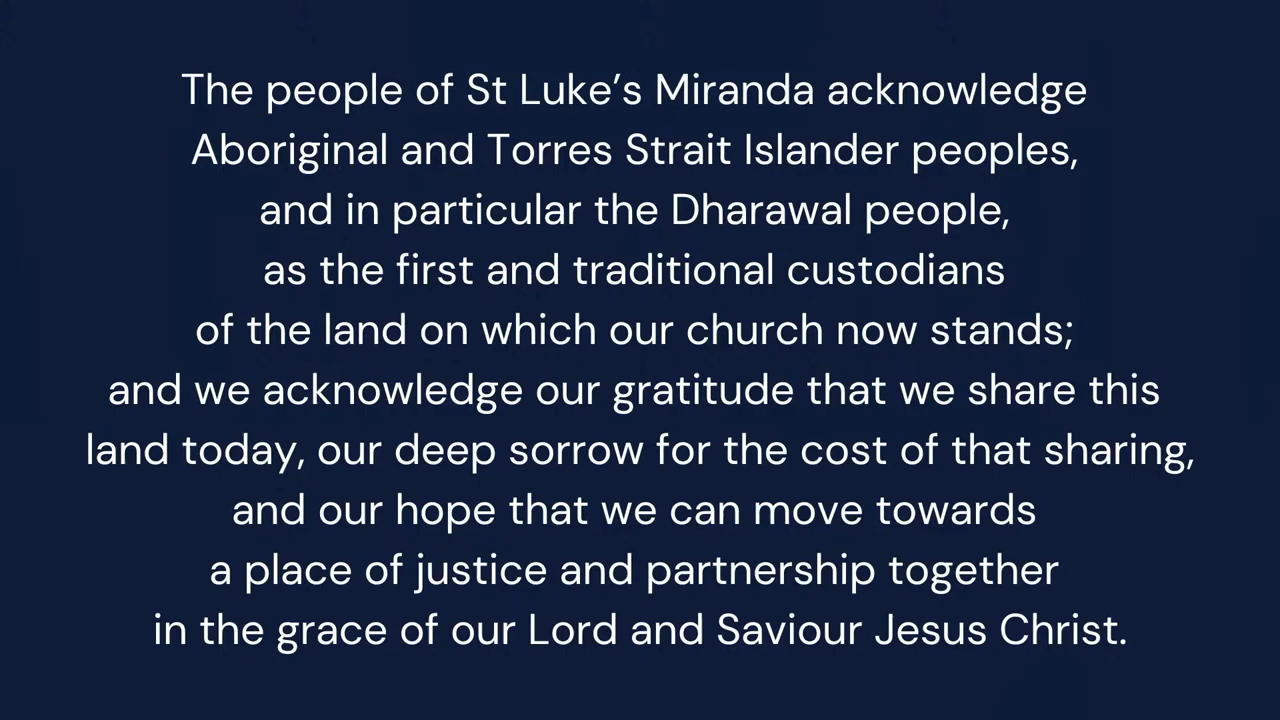 The people of St Luke’s Miranda acknowledge
Aboriginal and Torres Strait Islander peoples,
and in particular the Dharawal people,
as the first and traditional custodians
of the land on which our church now stands;
and we acknowledge our gratitude that we share this
land today, our deep sorrow for the cost of that sharing,
and our hope that we can move towards
a place of justice and partnership together
in the grace of our Lord and Saviour Jesus Christ.